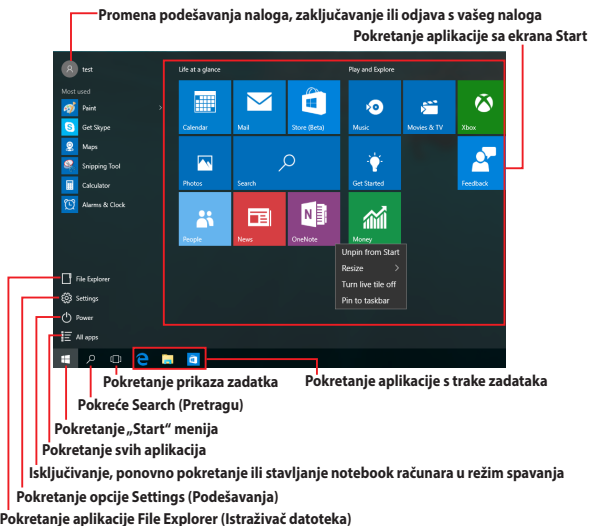 Promena podešavanja naloga, zaključavanje ili odjava s vašeg naloga
Pokretanje aplikacije sa ekrana Start
test
Most used
Paint
Get Skype
Maps
Snipping Tool
Calculator
Alarms & Clock
File Explorer
Settings
Power
All apps
Life at a glance
Play and Explore
Calendar
Mail
Store (Beta)
Music
Movies & TV
Xbox
Photos
Search
Get Started
Feedback
People
News
OneNote
Money
Unpin from Start
Resize
Turn live tile off
Pin to taskbar
Pokretanje prikaza zadatka
Pokretanje aplikacije s trake zadataka
Pokreće Search (Pretragu)
Pokretanje „Start“ menija
Pokretanje svih aplikacija
Isključivanje, ponovno pokretanje ili stavljanje notebook računara u režim spavanja
Pokretanje opcije Settings (Podešavanja)
Pokretanje aplikacije File Explorer (Istraživač datoteka)